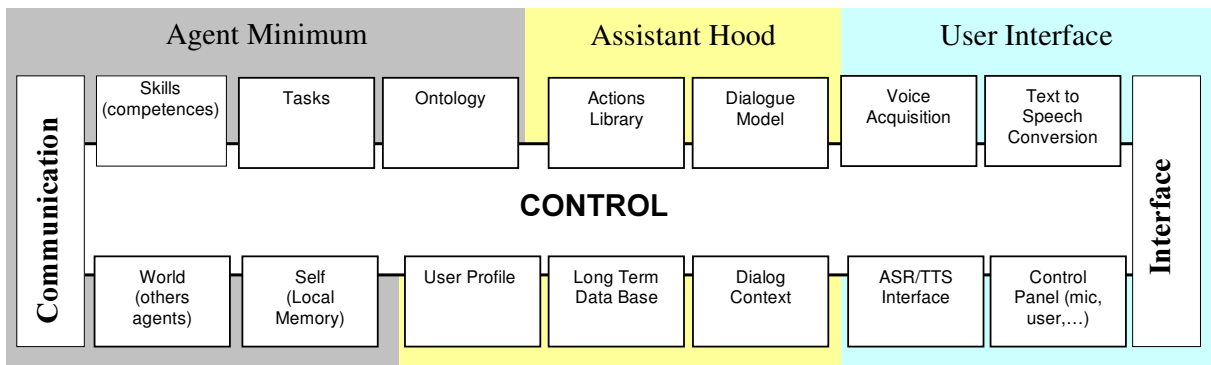 Agent Minimum
Assistant Hood
User Interface
Communication
Skills
(competences)
Tasks
Ontology
Actions
Library
Dialogue
Model
Voice
Acquisition
Text to
Speech
Conversion
Interface
CONTROL
World
(others
agents)
Self
(Local
Memory)
User Profile
Long Term
Data Base
Dialog
Context
ASR/TTS
Interface
Control
Panel (mic,
user,…)